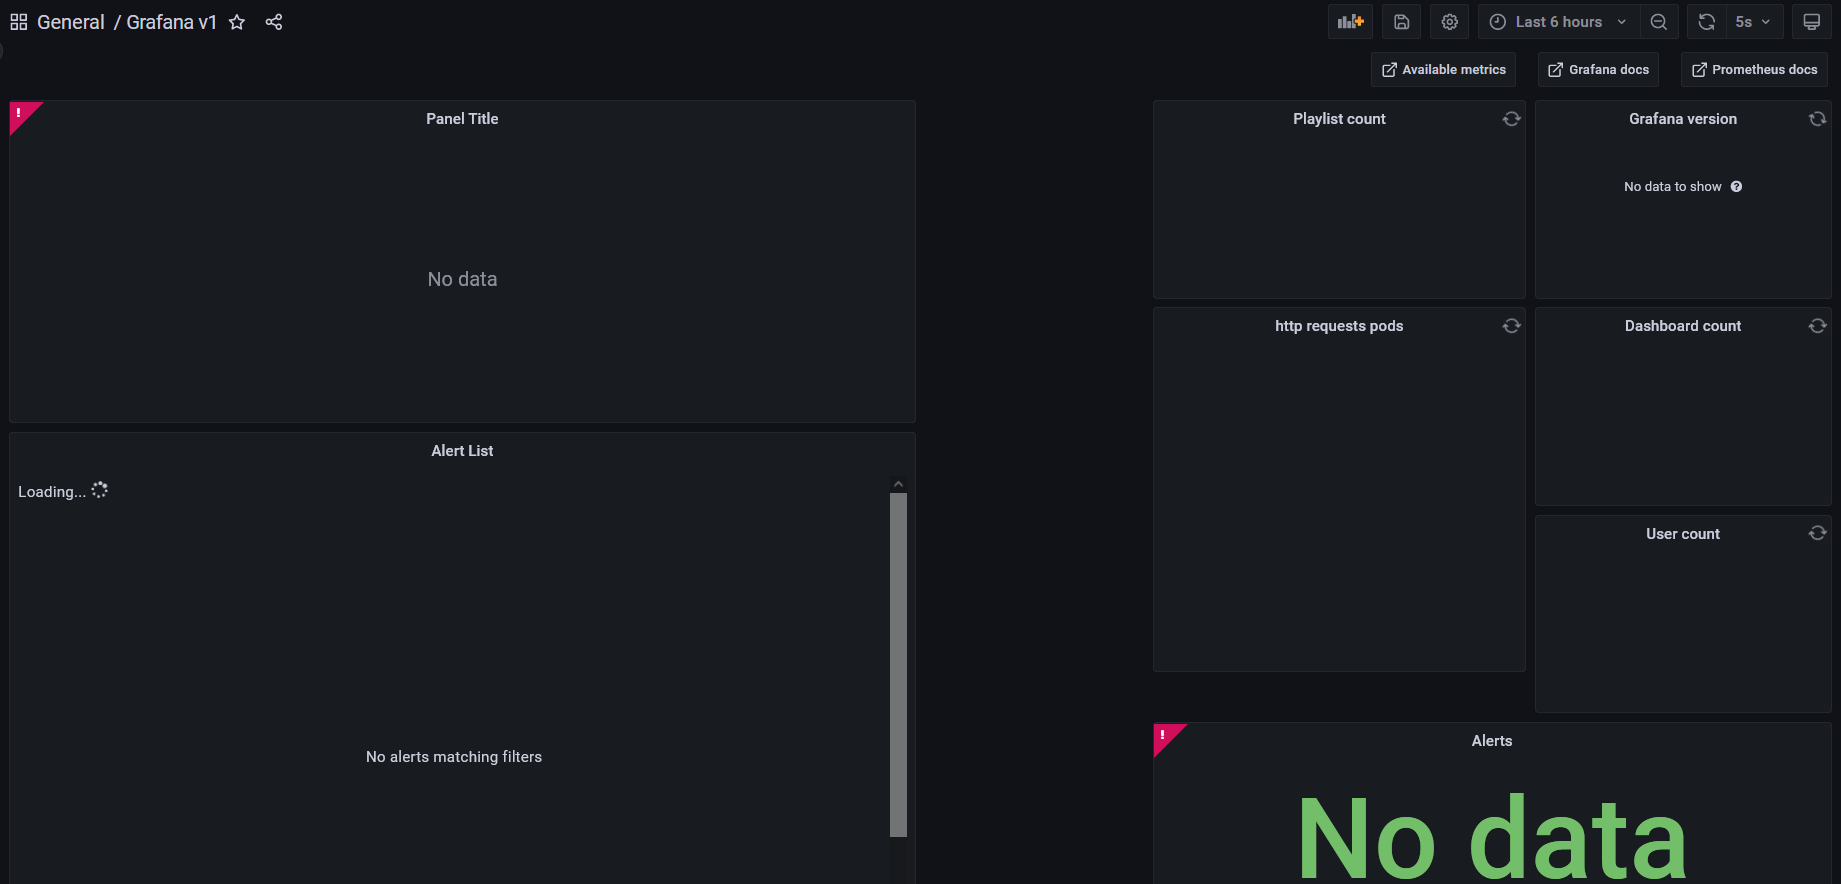 General / Grafana v1
Last 6 hours
5s
Available metrics
Grafana docs
Prometheus docs
!
Panel Title
No data
Playlist count
Grafana version
No data to show ?
http requests pods
Dashboard count
Alert List
Loading...
No alerts matching filters
User count
!
Alerts
No data